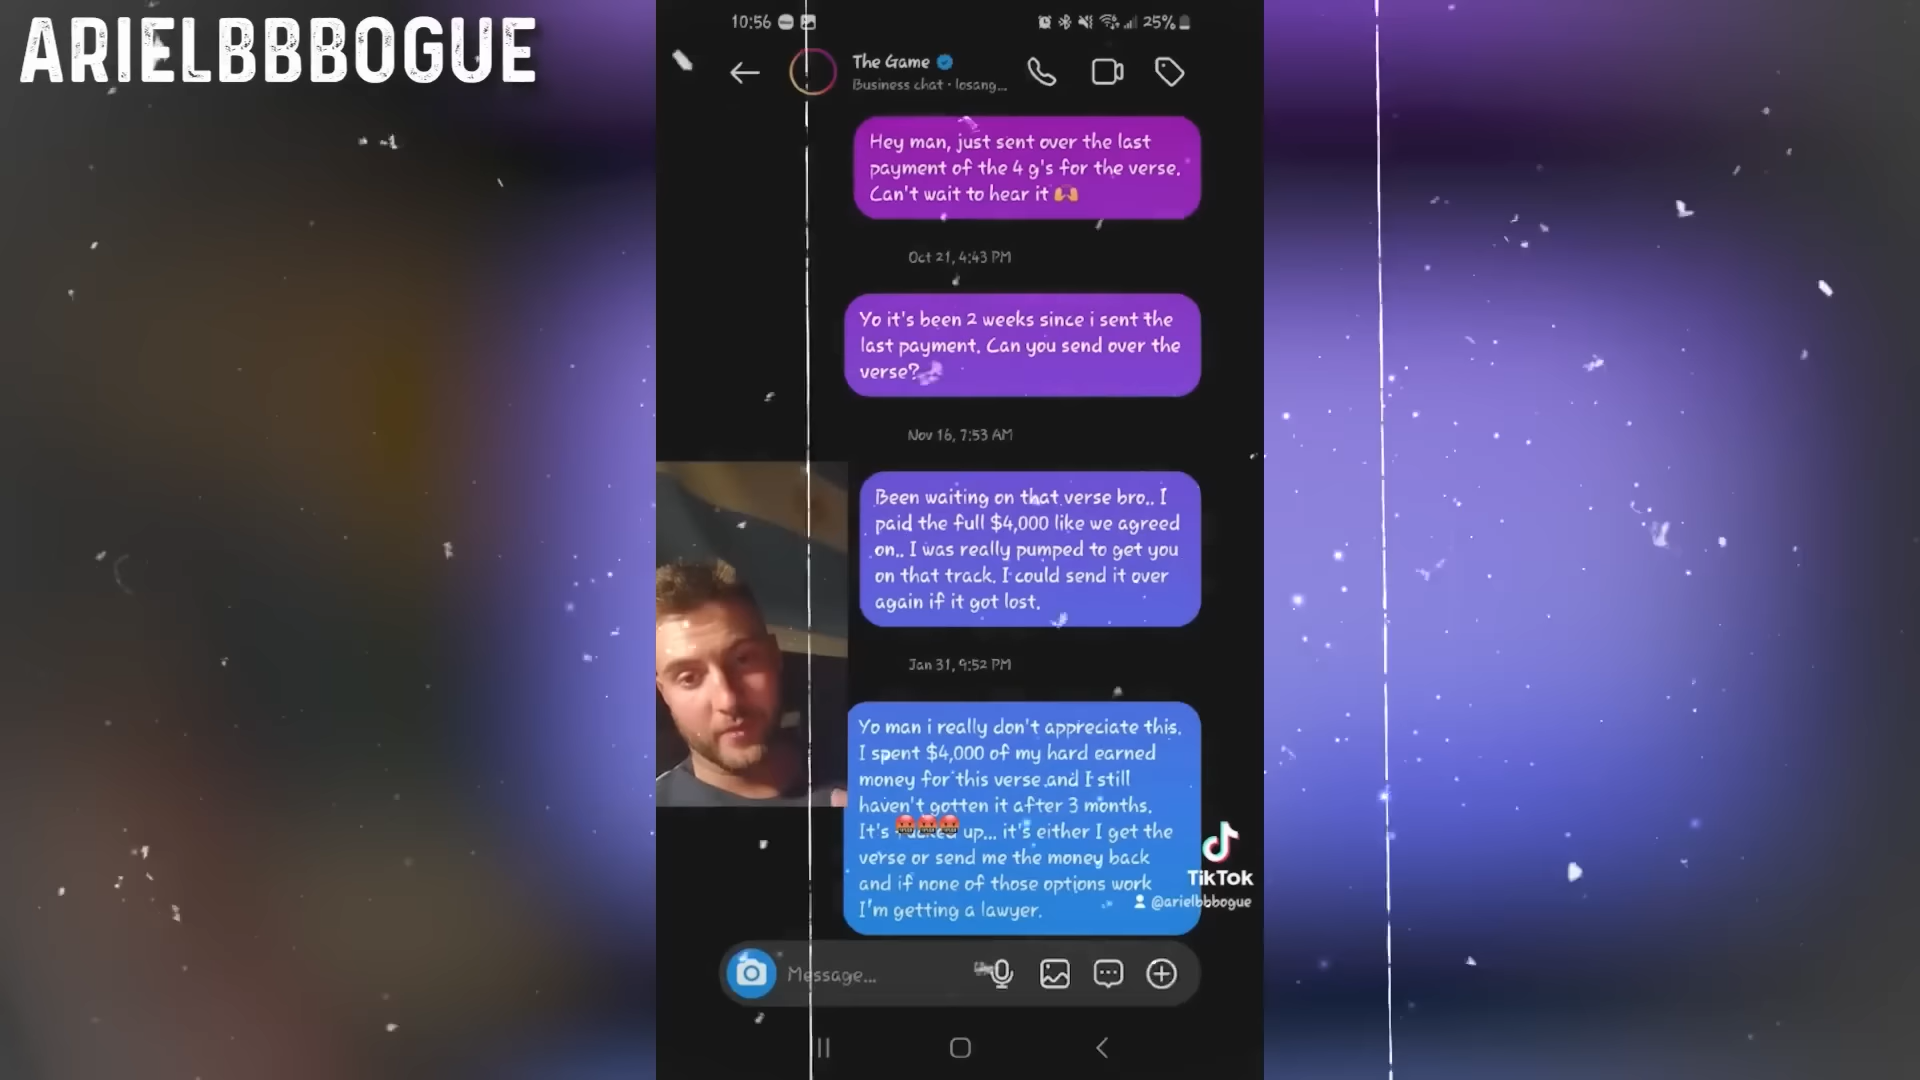 ARIELBBBOGUE
10:56
25%
The Game
Business chat · losang...
Hey man, just sent over the last
payment of the 4 g's for the verse.
Can't wait to hear it 🙌
Oct 21, 4:43 PM
Yo it's been 2 weeks since i sent the
last payment. Can you send over the
verse?
Nov 16, 7:53 AM
Been waiting on that verse bro.. I
paid the full $4,000 like we agreed
on.. I was really pumped to get you
on that track. I could send it over
again if it got lost.
Jan 31, 9:52 PM
Yo man i really don't appreciate this.
I spent $4,000 of my hard earned
money for this verse and I still
haven't gotten it after 3 months.
It's 🤬🤬🤬 up... it's either I get the
verse or send me the money back
and if none of those options work
I'm getting a lawyer.
TikTok
@arielbbbogue
Message...